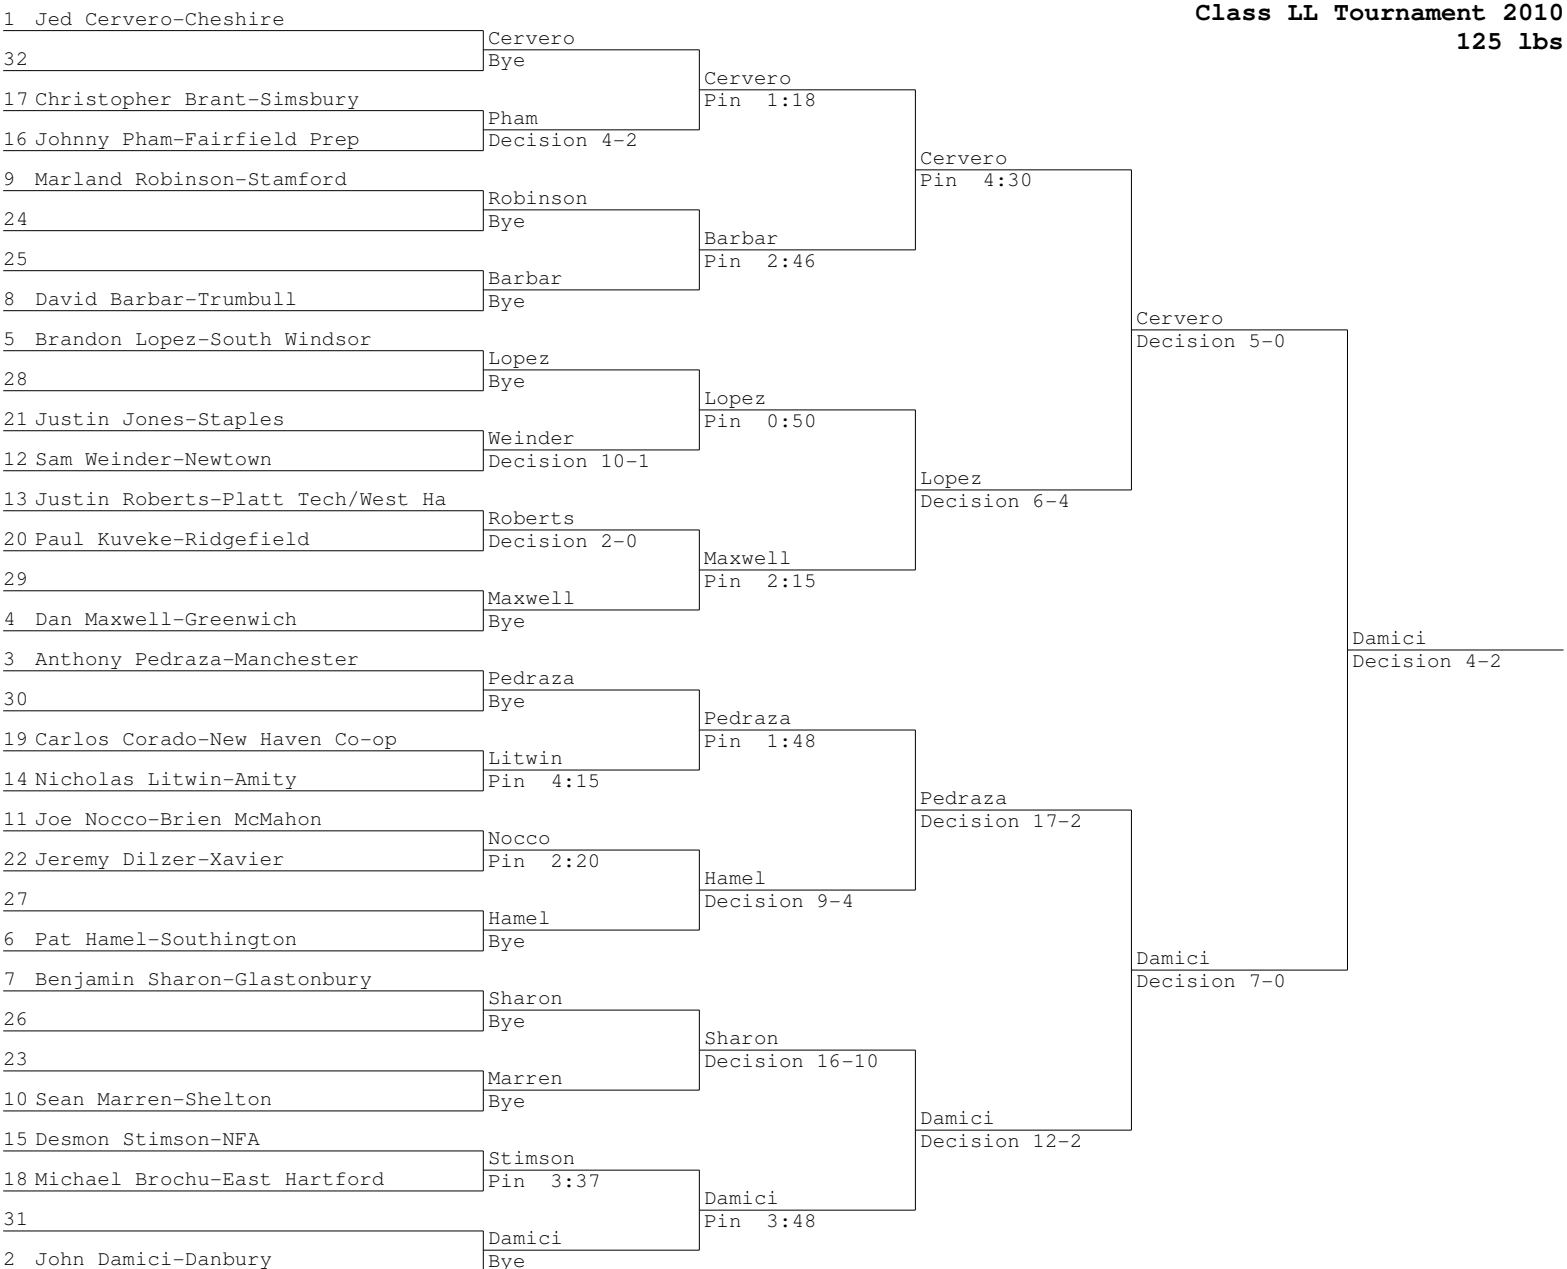 Class LL Tournament 2010
125 lbs
1 Jed Cervero-Cheshire
32
17 Christopher Brant-Simsbury
16 Johnny Pham-Fairfield Prep
9 Marland Robinson-Stamford
24
25
8 David Barbar-Trumbull
5 Brandon Lopez-South Windsor
28
21 Justin Jones-Staples
12 Sam Weinder-Newtown
13 Justin Roberts-Platt Tech/West Ha
20 Paul Kuveke-Ridgefield
29
4 Dan Maxwell-Greenwich
3 Anthony Pedraza-Manchester
30
19 Carlos Corado-New Haven Co-op
14 Nicholas Litwin-Amity
11 Joe Nocco-Brien McMahon
22 Jeremy Dilzer-Xavier
27
6 Pat Hamel-Southington
7 Benjamin Sharon-Glastonbury
26
23
10 Sean Marren-Shelton
15 Desmon Stimson-NFA
18 Michael Brochu-East Hartford
31
2 John Damici-Danbury
Cervero
Bye
Pham
Decision 4-2
Robinson
Bye
Barbar
Bye
Lopez
Bye
Weinder
Decision 10-1
Roberts
Decision 2-0
Maxwell
Bye
Pedraza
Bye
Litwin
Pin 4:15
Nocco
Pin 2:20
Hamel
Bye
Sharon
Bye
Marren
Bye
Stimson
Pin 3:37
Damici
Bye
Cervero
Pin 1:18
Barbar
Pin 2:46
Lopez
Pin 0:50
Maxwell
Pin 2:15
Pedraza
Pin 1:48
Hamel
Decision 9-4
Sharon
Decision 16-10
Damici
Pin 3:48
Cervero
Pin 4:30
Lopez
Decision 6-4
Pedraza
Decision 17-2
Damici
Decision 12-2
Cervero
Decision 5-0
Damici
Decision 7-0
Damici
Decision 4-2